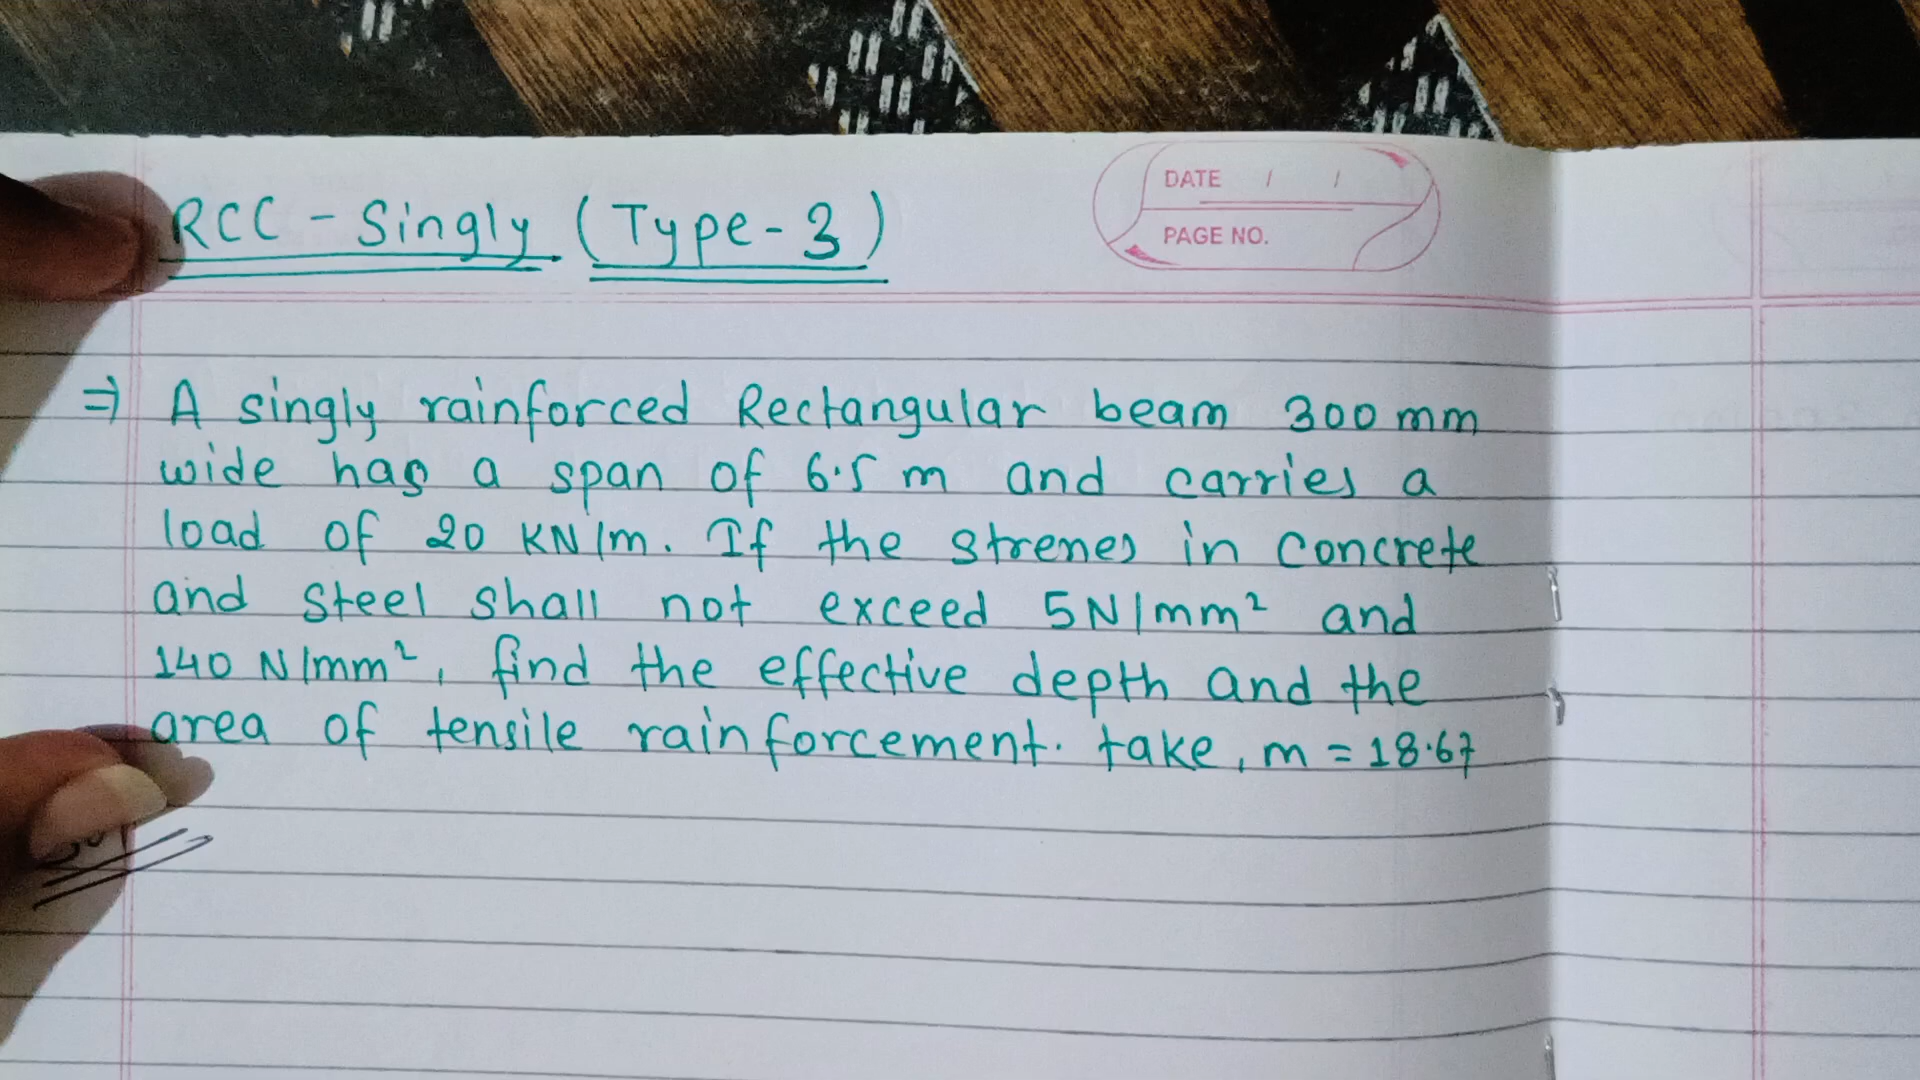 RCC - Singly (Type-3)
DATE / /
PAGE NO.
⇒ A singly rainforced Rectangular beam 300 mm
wide has a span of 6.5 m and carries a
load of 20 KN/m. If the stresses in concrete
and steel shall not exceed 5N/mm² and
140 N/mm², find the effective depth and the
area of tensile rainforcement. take, m = 18.67